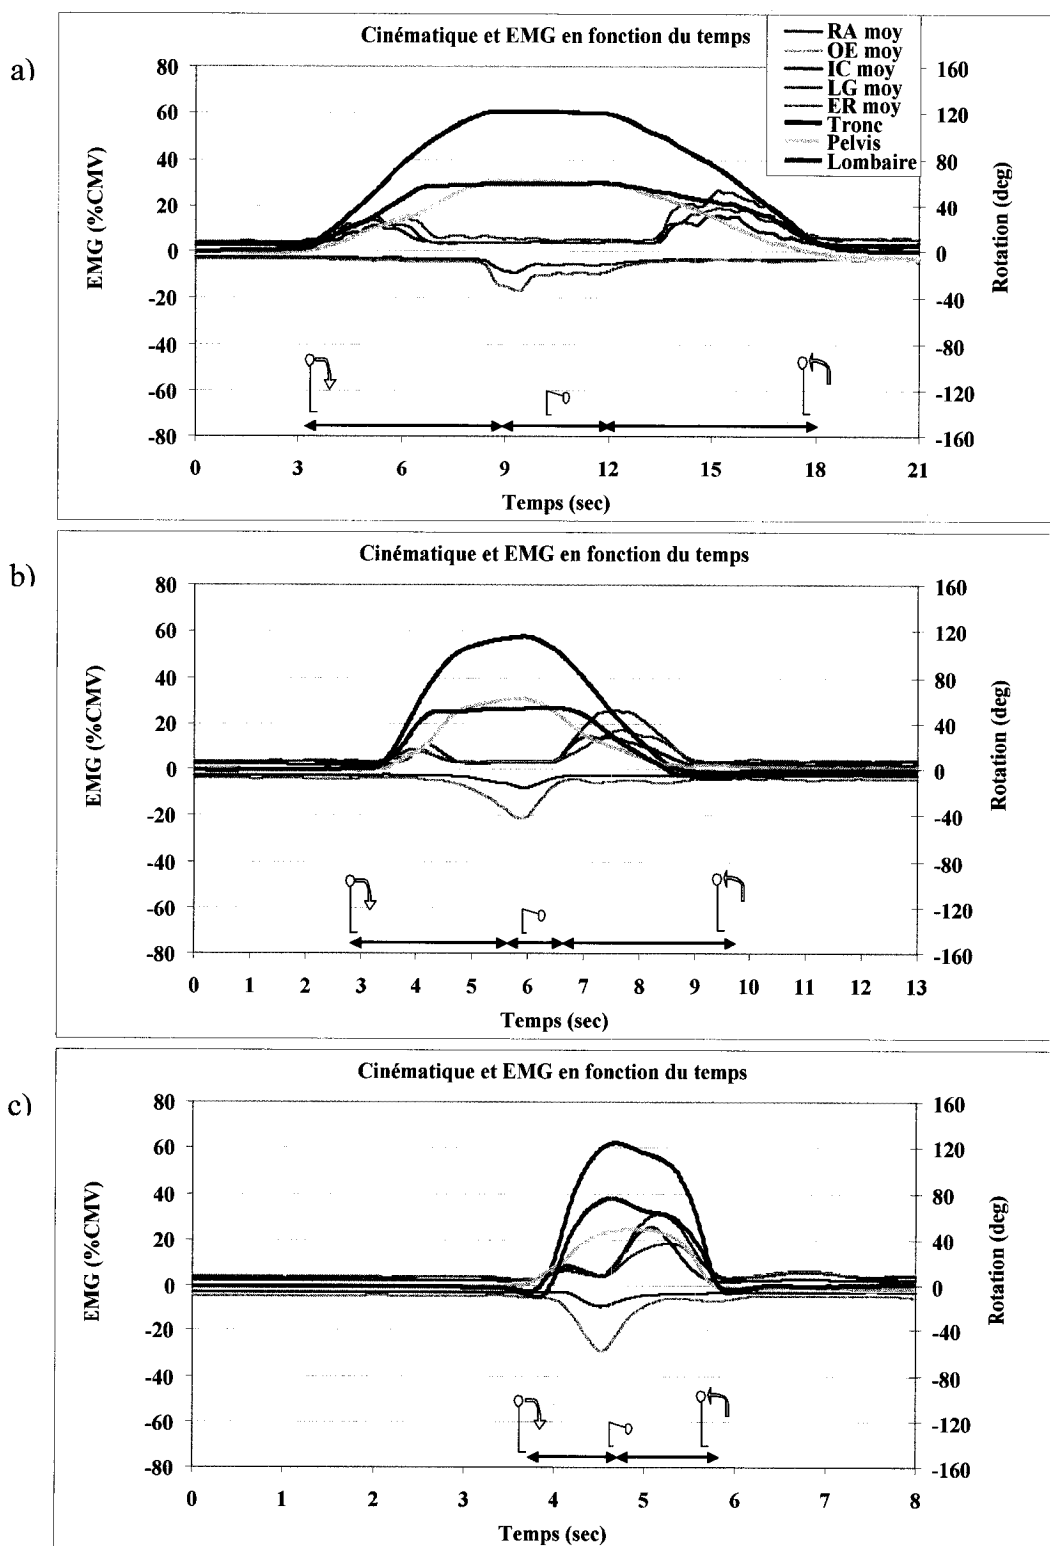 a)
Cinématique et EMG en fonction du temps
RA moy
OE moy
IC moy
LG moy
ER moy
Tronc
Pelvis
Lombaire
EMG (%CMV)
80
60
40
20
0
-20
-40
-60
-80
160
120
80
40
0
-40
-80
-120
-160
Rotation (deg)
0 3 6 9 12 15 18 21
Temps (sec)
b)
Cinématique et EMG en fonction du temps
EMG (%CMV)
80
60
40
20
0
-20
-40
-60
-80
160
120
80
40
0
-40
-80
-120
-160
Rotation (deg)
0 1 2 3 4 5 6 7 8 9 10 11 12 13
Temps (sec)
c)
Cinématique et EMG en fonction du temps
EMG (%CMV)
80
60
40
20
0
-20
-40
-60
-80
160
120
80
40
0
-40
-80
-120
-160
Rotation (deg)
0 1 2 3 4 5 6 7 8
Temps (sec)